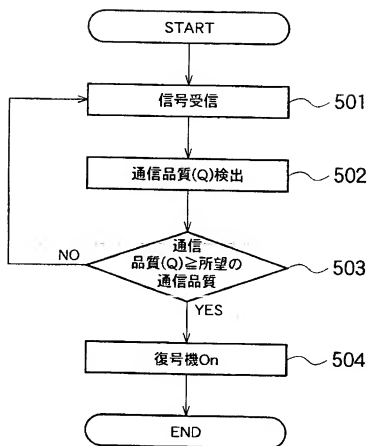 START
信号受信
501
通信品質(Q)検出
502
通信
品質(Q)≧所望の
通信品質
503
NO
YES
復号機On
504
END